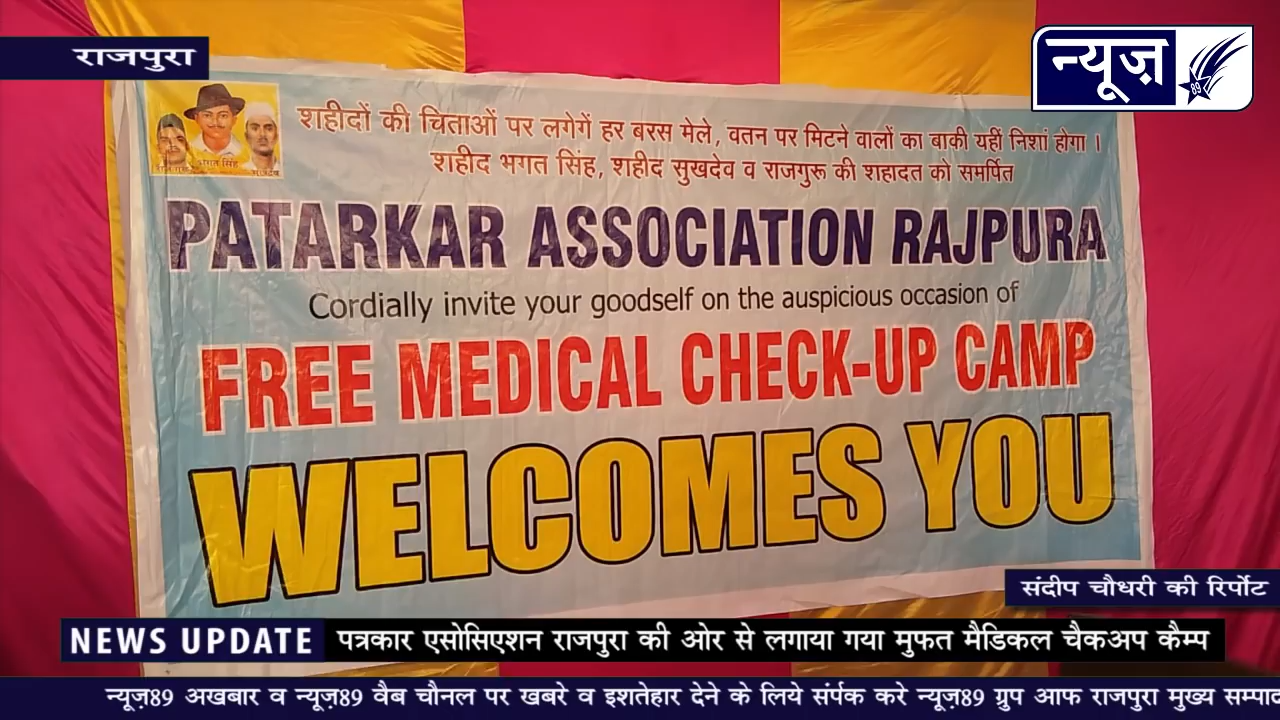 राजपुरा
न्यूज़
89
भगत सिंह
शहीदों की चिताओं पर लगेगें हर बरस मेले, वतन पर मिटने वालों का बाकी यहीं निशां होगा ।
शहीद भगत सिंह, शहीद सुखदेव व राजगुरू की शहादत को समर्पित
PATARKAR ASSOCIATION RAJPURA
Cordially invite your goodself on the auspicious occasion of
FREE MEDICAL CHECK-UP CAMP
WELCOMES YOU
संदीप चौधरी की रिर्पोट
NEWS UPDATE पत्रकार एसोसिएशन राजपुरा की ओर से लगाया गया मुफत मैडिकल चैकअप कैम्प
न्यूज़89 अखबार व न्यूज़89 वैब चौनल पर खबरे व इशतेहार देने के लिये संर्पक करे न्यूज़89 ग्रुप आफ राजपुरा मुख्य सम्पाद